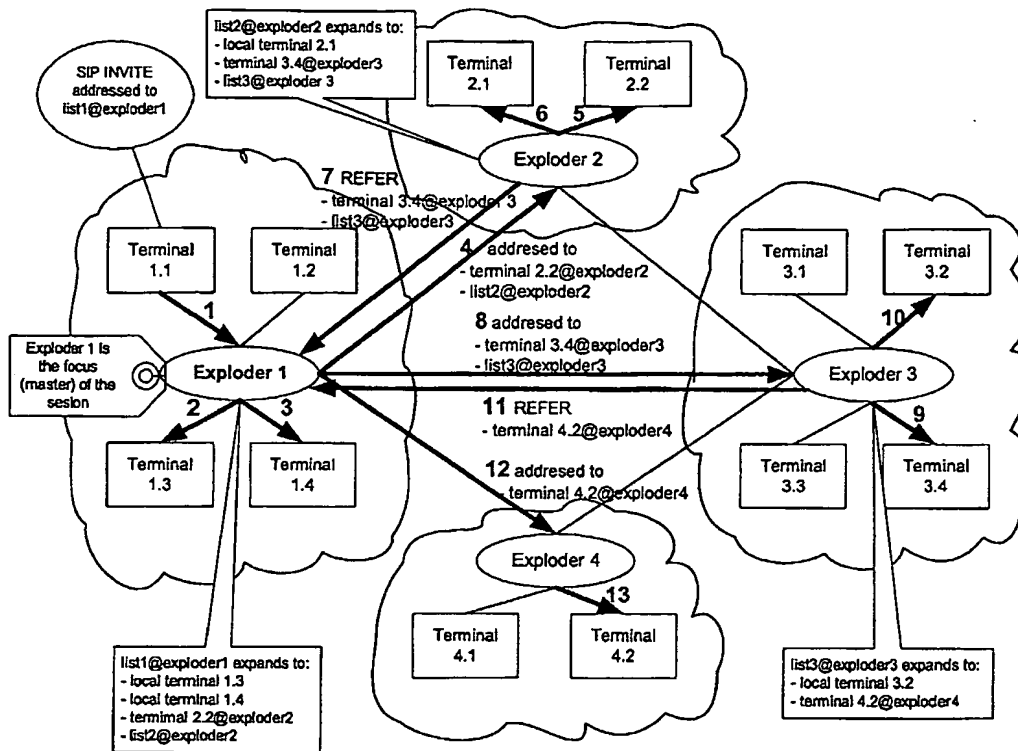 list2@exploder2 expands to:
- local terminal 2.1
- terminal 3.4@exploder3
- list3@exploder 3
SIP INVITE
addressed to
list1@exploder1
Terminal
2.1
Terminal
2.2
6
5
Exploder 2
7 REFER
- terminal 3.4@exploder 3
- list3@exploder3
4 addresed to
- terminal 2.2@exploder2
- list2@exploder2
Terminal
1.1
Terminal
1.2
Terminal
3.1
Terminal
3.2
1
10
8 addresed to
- terminal 3.4@exploder3
- list3@exploder3
Exploder 1 is
the focus
(master) of the
sesion
Exploder 1
Exploder 3
2
3
11 REFER
- terminal 4.2@exploder4
9
Terminal
1.3
Terminal
1.4
12 addresed to
- terminal 4.2@exploder4
Terminal
3.3
Terminal
3.4
Exploder 4
13
Terminal
4.1
Terminal
4.2
list1@exploder1 expands to:
- local terminal 1.3
- local terminal 1.4
- termimal 2.2@exploder2
- list2@exploder2
list3@exploder3 expands to:
- local terminal 3.2
- terminal 4.2@exploder4